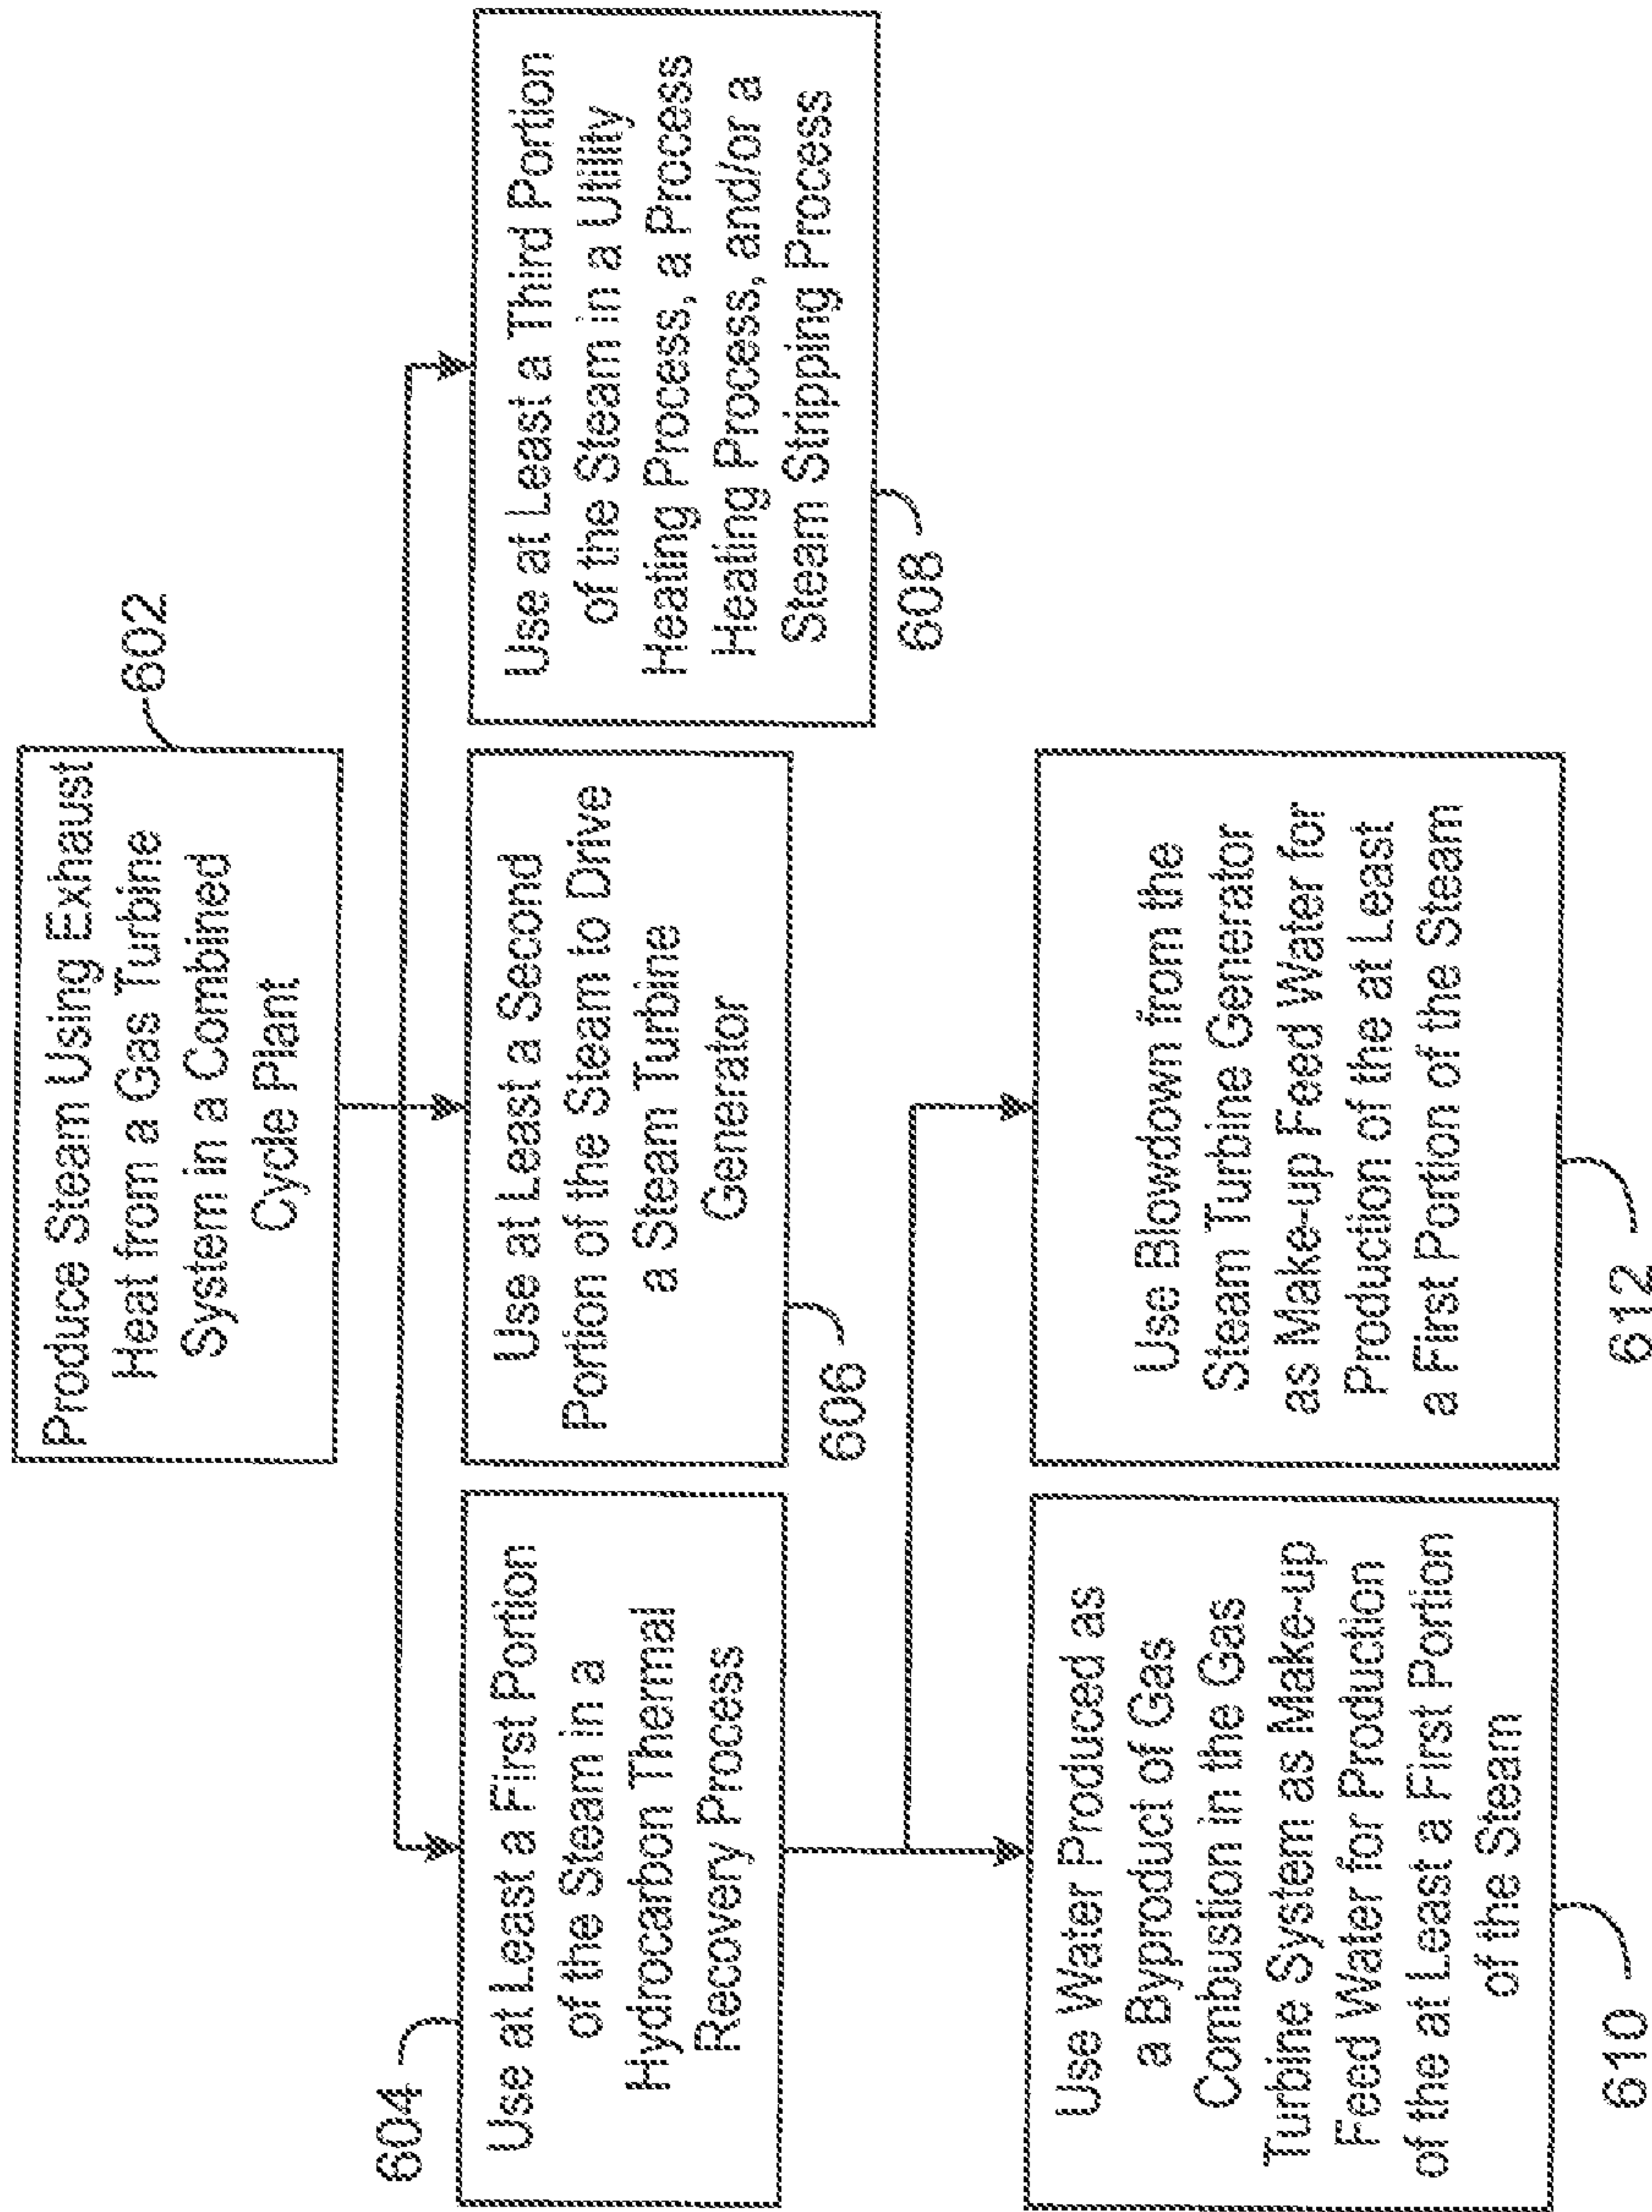 Produce Steam Using Exhaust
Heat from a Gas Turbine
System in a Combined
Cycle Plant
602
604
Use at Least a First Portion
of the Steam in a
Hydrocarbon Thermal
Recovery Process
Use at Least a Second
Portion of the Steam to Drive
a Steam Turbine
Generator
606
Use at Least a Third Portion
of the Steam in a Utility
Heating Process, a Process
Heating Process, and/or a
Steam Stripping Process
608
Use Water Produced as
a Byproduct of Gas
Combustion in the Gas
Turbine System as Make-up
Feed Water for Production
of the at Least a First Portion
of the Steam
610
Use Blowdown from the
Steam Turbine Generator
as Make-up Feed Water for
Production of the at Least
a First Portion of the Steam
612